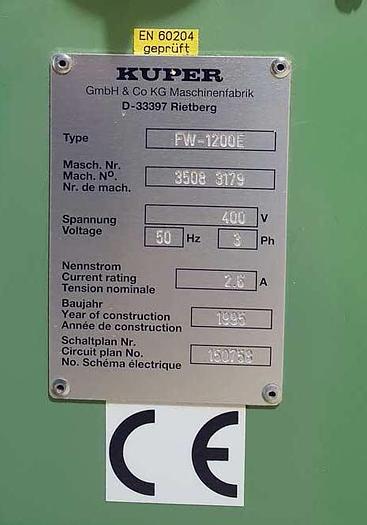 EN 60204
geprüft
KUPER
GmbH & Co KG Maschinenfabrik
D-33397 Rietberg
Type FW-1200E
Masch. Nr.
Mach. Nº. 3508 3179
Nr. de mach.
Spannung 400 V
Voltage 50 Hz 3 Ph
Nennstrom
Current rating 2.6 A
Tension nominale
Baujahr
Year of construction 1995
Année de construction
Schaltplan Nr.
Circuit plan No. 150758
No. Schéma électrique
CE